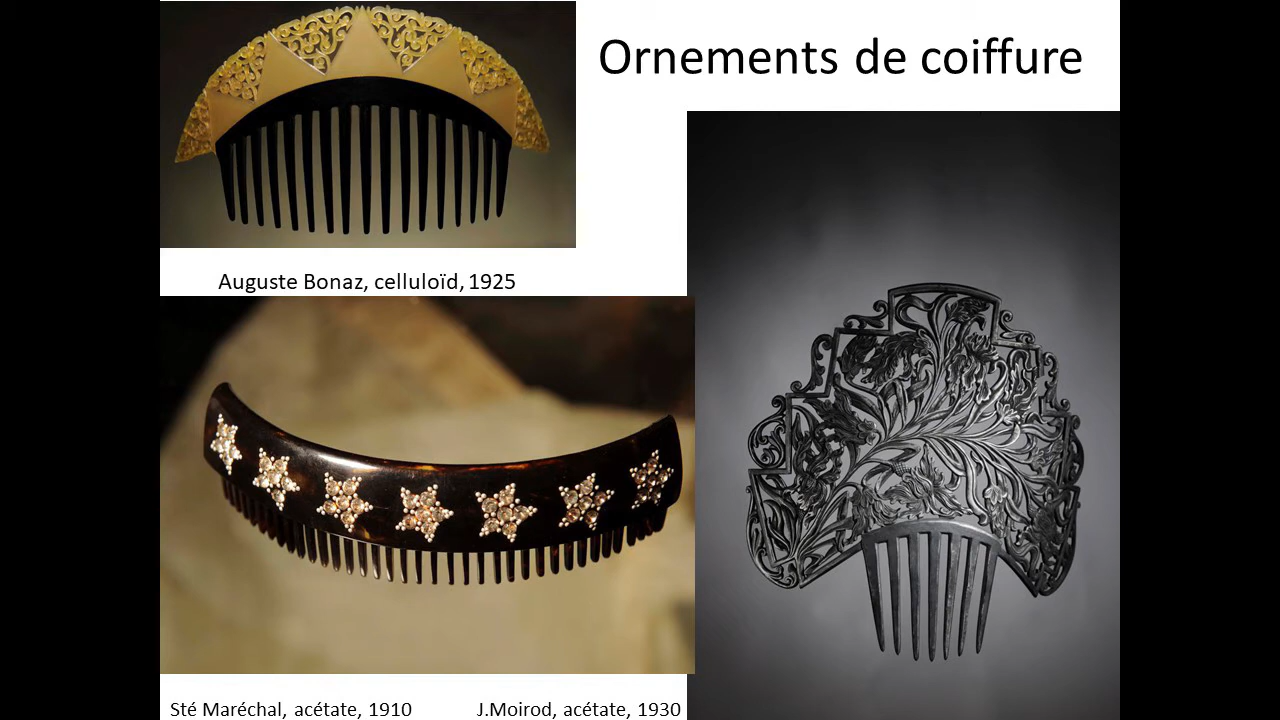 Ornements de coiffure
Auguste Bonaz, celluloïd, 1925
Sté Maréchal, acétate, 1910
J.Moirod, acétate, 1930